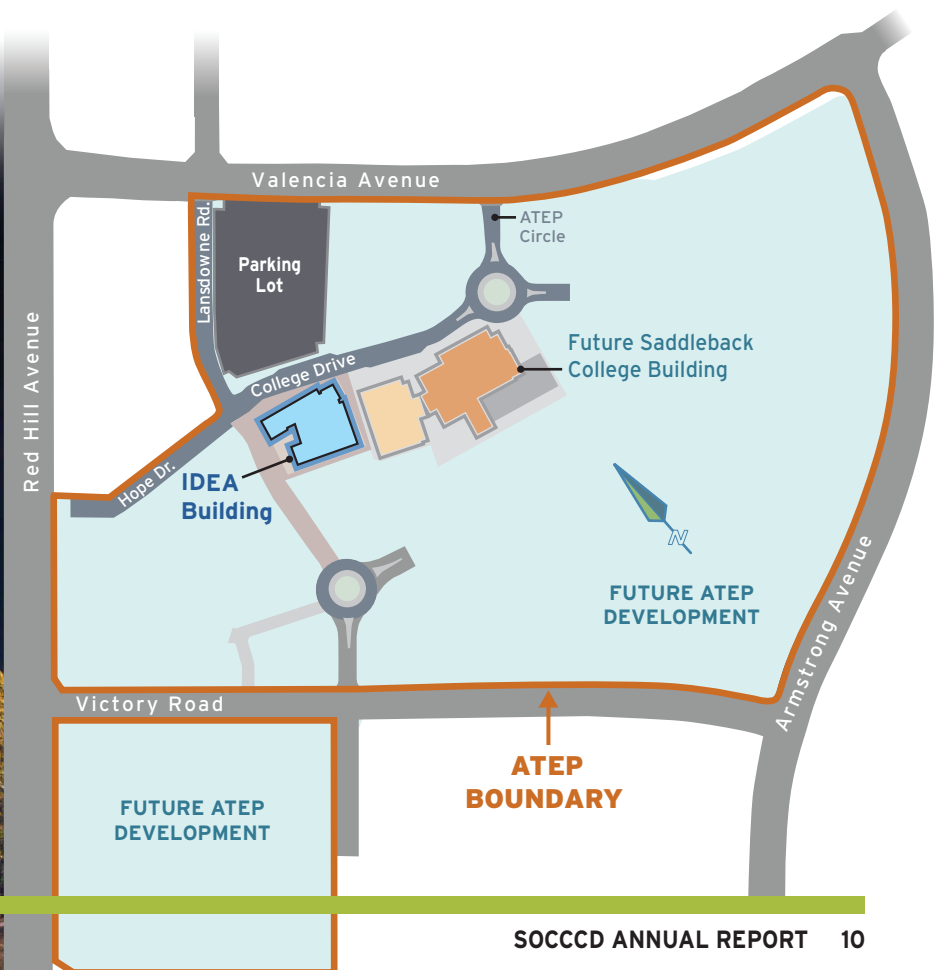 Valencia Avenue
ATEP
Circle
Lansdowne Rd.
Parking
Lot
Red Hill Avenue
Future Saddleback
College Building
College Drive
Hope Dr.
IDEA
Building
N
FUTURE ATEP
DEVELOPMENT
Armstrong Avenue
Victory Road
ATEP
BOUNDARY
FUTURE ATEP
DEVELOPMENT
SOCCCD ANNUAL REPORT 10